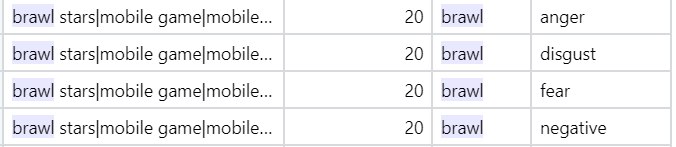 brawl stars|mobile game|mobile... 20 brawl anger
brawl stars|mobile game|mobile... 20 brawl disgust
brawl stars|mobile game|mobile... 20 brawl fear
brawl stars|mobile game|mobile... 20 brawl negative